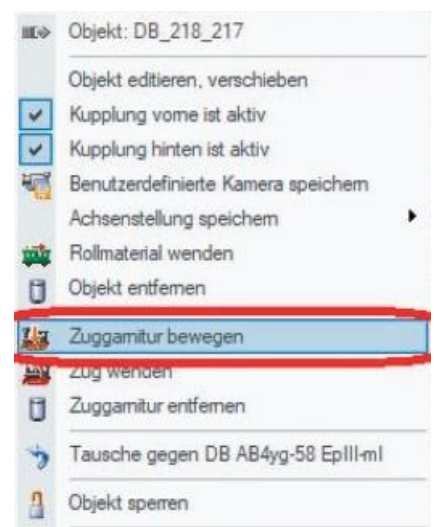 Objekt: DB_218_217
Objekt editieren, verschieben
Kupplung vorne ist aktiv
Kupplung hinten ist aktiv
Benutzerdefinierte Kamera speichern
Achsenstellung speichern
Rollmaterial wenden
Objekt entfernen
Zuggarnitur bewegen
Zug wenden
Zuggarnitur entfernen
Tausche gegen DB AB4yg-58 EpIII-ml
Objekt sperren